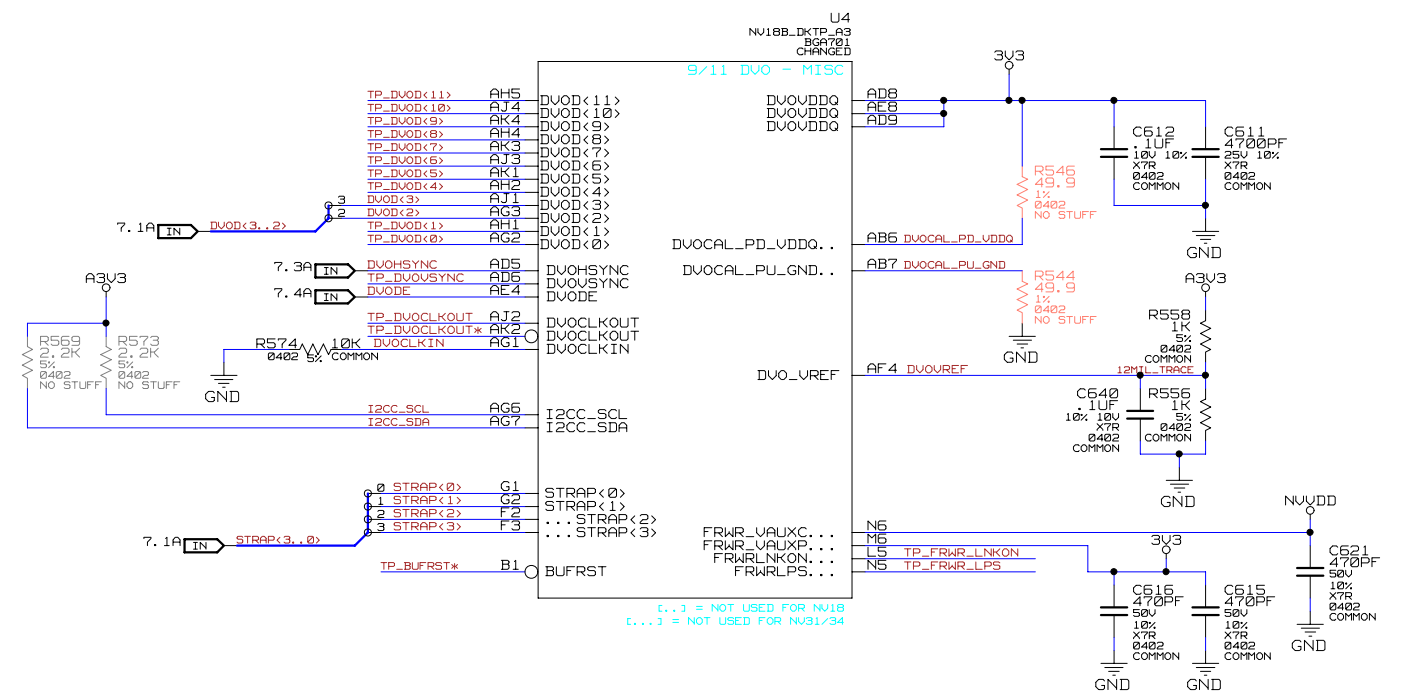 U4
NV18B_DKTP_A3
BGA701
CHANGED
9/11 DVO - MISC
TP_DVOD<11> AH5 DVOD<11>
TP_DVOD<10> AJ4 DVOD<10>
TP_DVOD<9> AK4 DVOD<9>
TP_DVOD<8> AH4 DVOD<8>
TP_DVOD<7> AK3 DVOD<7>
TP_DVOD<6> AJ3 DVOD<6>
TP_DVOD<5> AK1 DVOD<5>
TP_DVOD<4> AH2 DVOD<4>
3 DVOD<3> AJ1 DVOD<3>
2 DVOD<2> AG3 DVOD<2>
7.1A IN DVOD<3..2>
TP_DVOD<1> AH1 DVOD<1>
TP_DVOD<0> AG2 DVOD<0>
7.3A IN DVOHSYNC AD5 DVOHSYNC
TP_DVOVSYNC AD6 DVOVSYNC
7.4A IN DVODE AE4 DVODE
TP_DVOCLKOUT AJ2 DVOCLKOUT
TP_DVOCLKOUT* AK2 DVOCLKOUT
DVOCLKIN AG1 DVOCLKIN
R574 10K
0402 5% COMMON
GND
A3V3
R569
2.2K
5%
0402
NO STUFF
R573
2.2K
5%
0402
NO STUFF
I2CC_SCL AG6 I2CC_SCL
I2CC_SDA AG7 I2CC_SDA
0 STRAP<0> G1 STRAP<0>
1 STRAP<1> G2 STRAP<1>
2 STRAP<2> F2 ...STRAP<2>
3 STRAP<3> F3 ...STRAP<3>
7.1A IN STRAP<3..0>
TP_BUFRST* B1 BUFRST
DVOVDDQ AD8
DVOVDDQ AE8
DVOVDDQ AD9
3V3
C612
.1UF
10V 10%
X7R
0402
COMMON
C611
4700PF
25V 10%
X7R
0402
COMMON
GND
R546
49.9
1%
0402
NO STUFF
DVOCAL_PD_VDDQ.. AB6 DVOCAL_PD_VDDQ
DVOCAL_PU_GND.. AB7 DVOCAL_PU_GND
R544
49.9
1%
0402
NO STUFF
GND
A3V3
R558
1K
5%
0402
COMMON
DVO_VREF AF4 DVOVREF 12MIL_TRACE
C640
.1UF
10% 10V
X7R
0402
COMMON
R556
1K
5%
0402
COMMON
GND
NVVDD
FRWR_VAUXC... N6
FRWR_VAUXP... M6
FRWRLNKON... L5 TP_FRWR_LNKON
FRWRLPS... N5 TP_FRWR_LPS
3V3
C621
470PF
50V
10%
X7R
0402
COMMON
GND
C616
470PF
50V
10%
X7R
0402
COMMON
GND
C615
470PF
50V
10%
X7R
0402
COMMON
GND
[..] = NOT USED FOR NV18
[...] = NOT USED FOR NV31/34